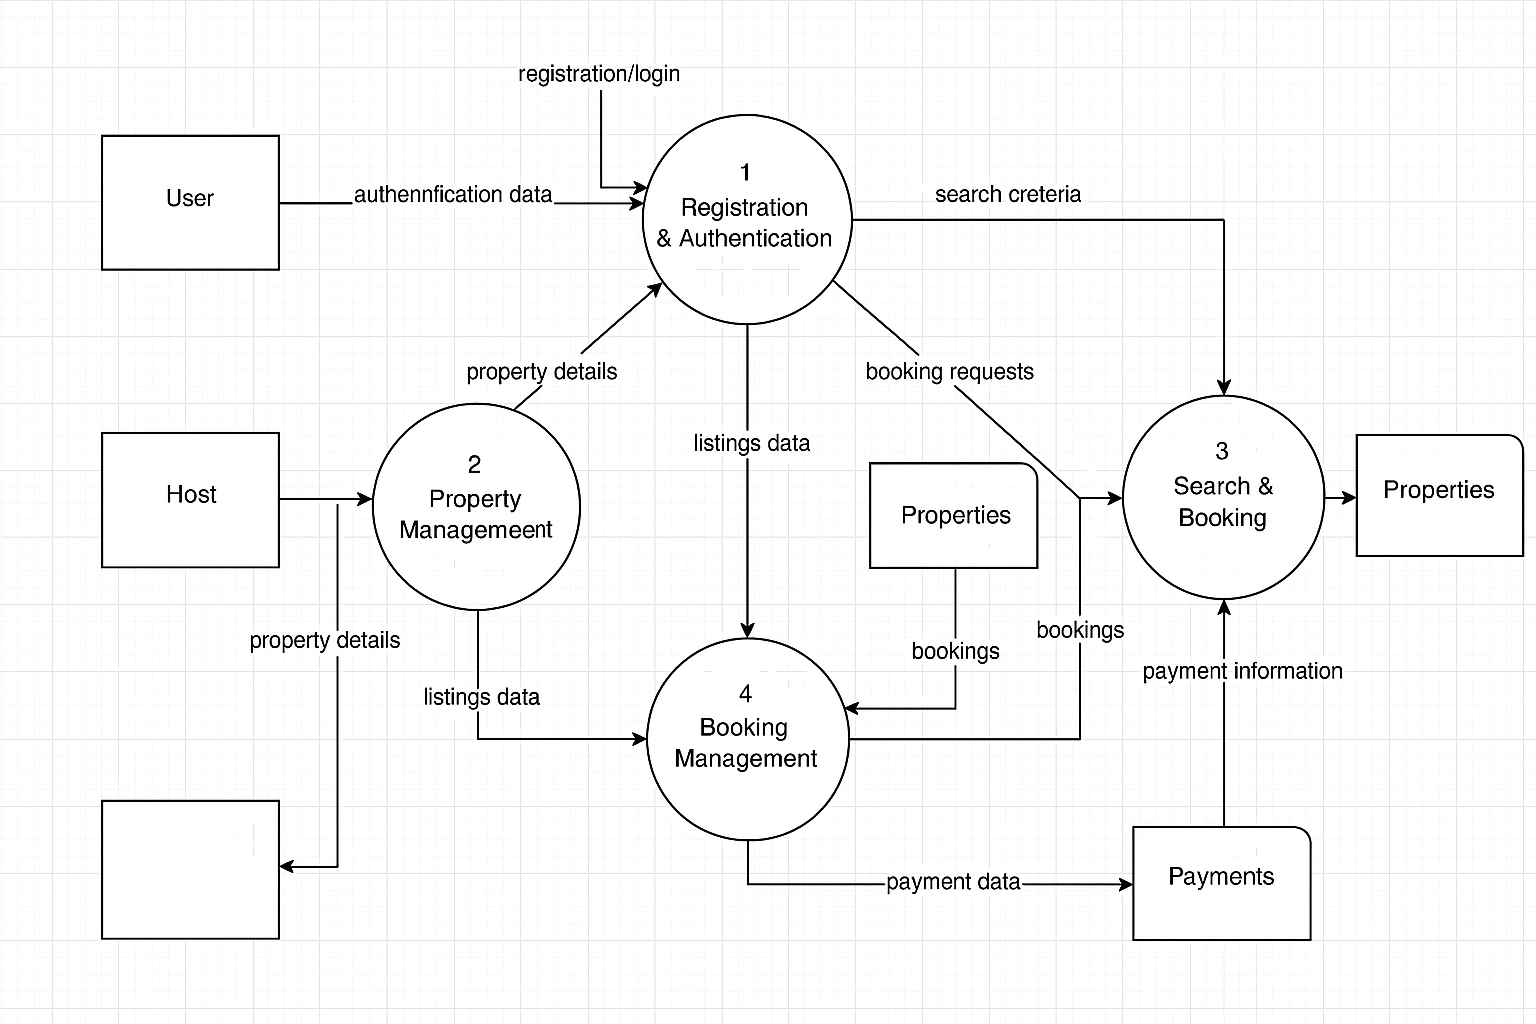 registration/login
User
authennfication data
1
Registration
& Authentication
search creteria
property details
booking requests
listings data
Host
2
Property
Managemeent
Properties
3
Search &
Booking
Properties
property details
listings data
bookings
bookings
payment information
4
Booking
Management
payment data
Payments